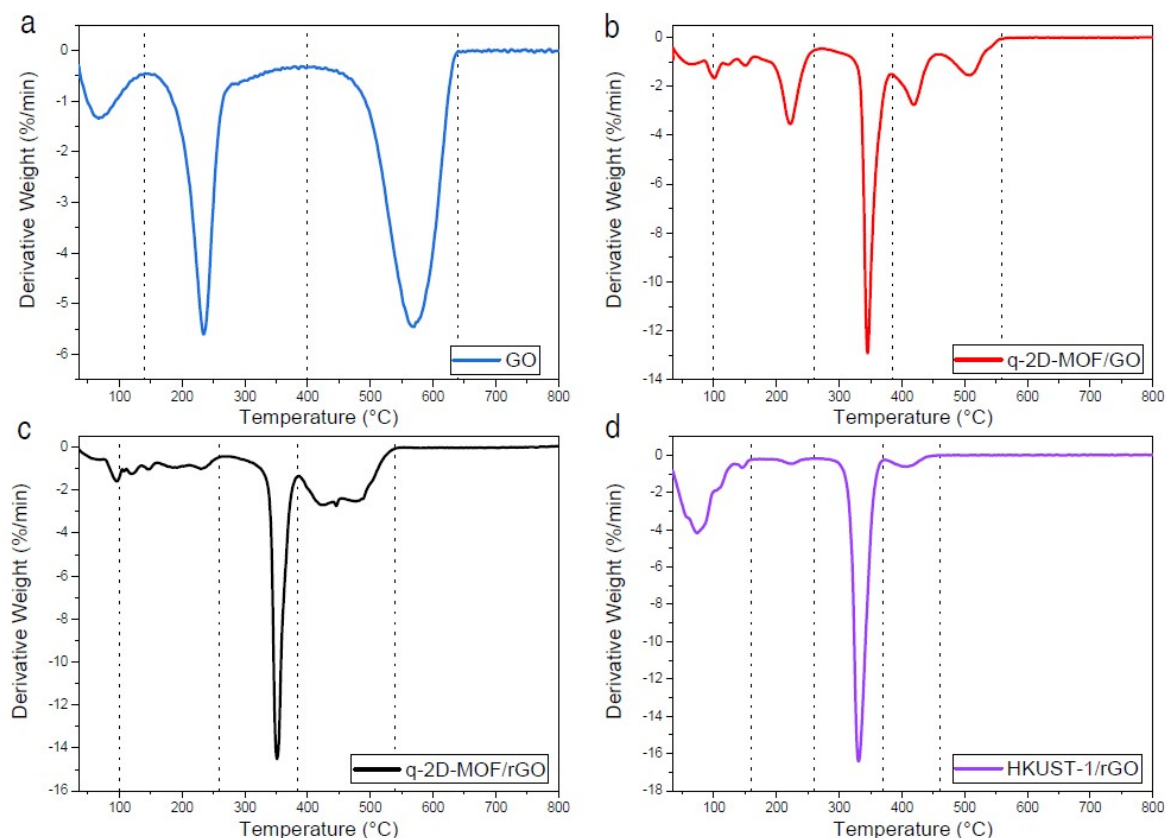 a
0
-1
-2
-3
-4
-5
-6
Derivative Weight (%/min)
100 200 300 400 500 600 700 800
Temperature (°C)
GO
b
0
-2
-4
-6
-8
-10
-12
-14
Derivative Weight (%/min)
100 200 300 400 500 600 700 800
Temperature (°C)
q-2D-MOF/GO
c
0
-2
-4
-6
-8
-10
-12
-14
-16
Derivative Weight (%/min)
100 200 300 400 500 600 700 800
Temperature (°C)
q-2D-MOF/rGO
d
0
-2
-4
-6
-8
-10
-12
-14
-16
-18
Derivative Weight (%/min)
100 200 300 400 500 600 700 800
Temperature (°C)
HKUST-1/rGO